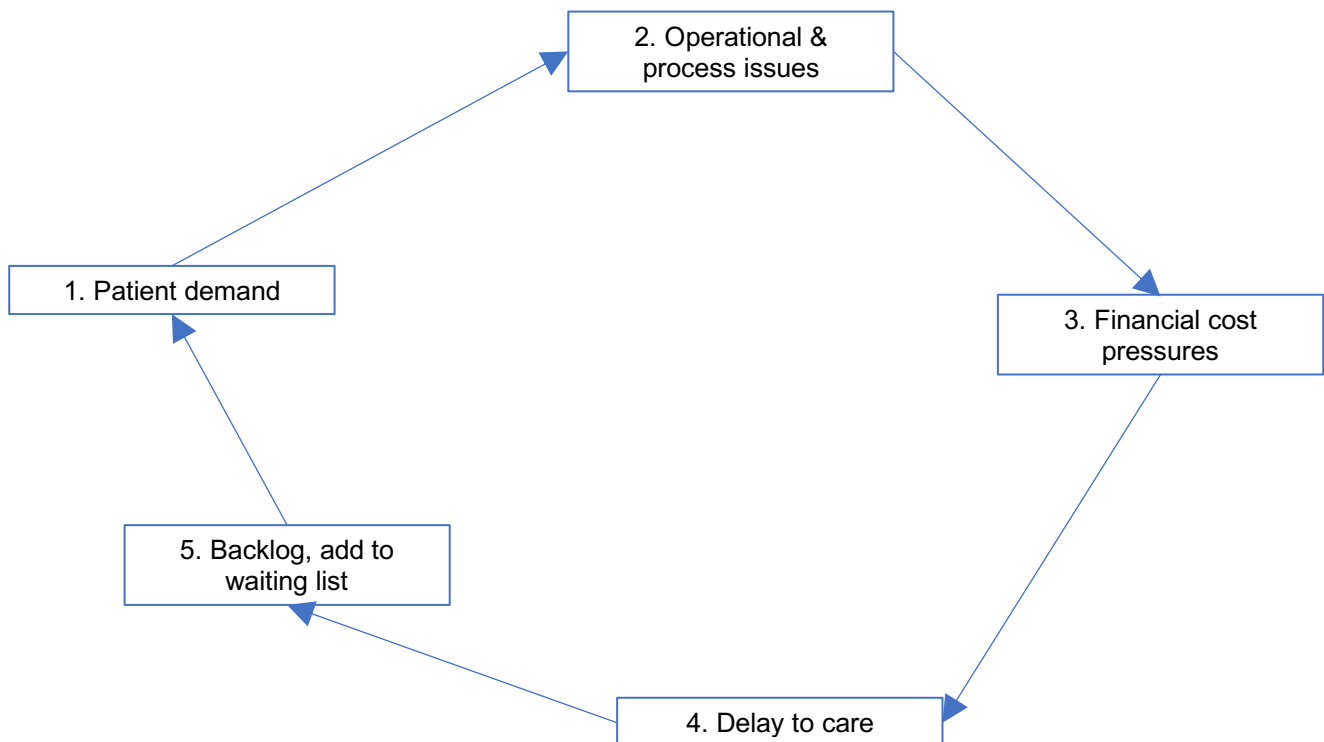 1. Patient demand
2. Operational &
process issues
3. Financial cost
pressures
4. Delay to care
5. Backlog, add to
waiting list